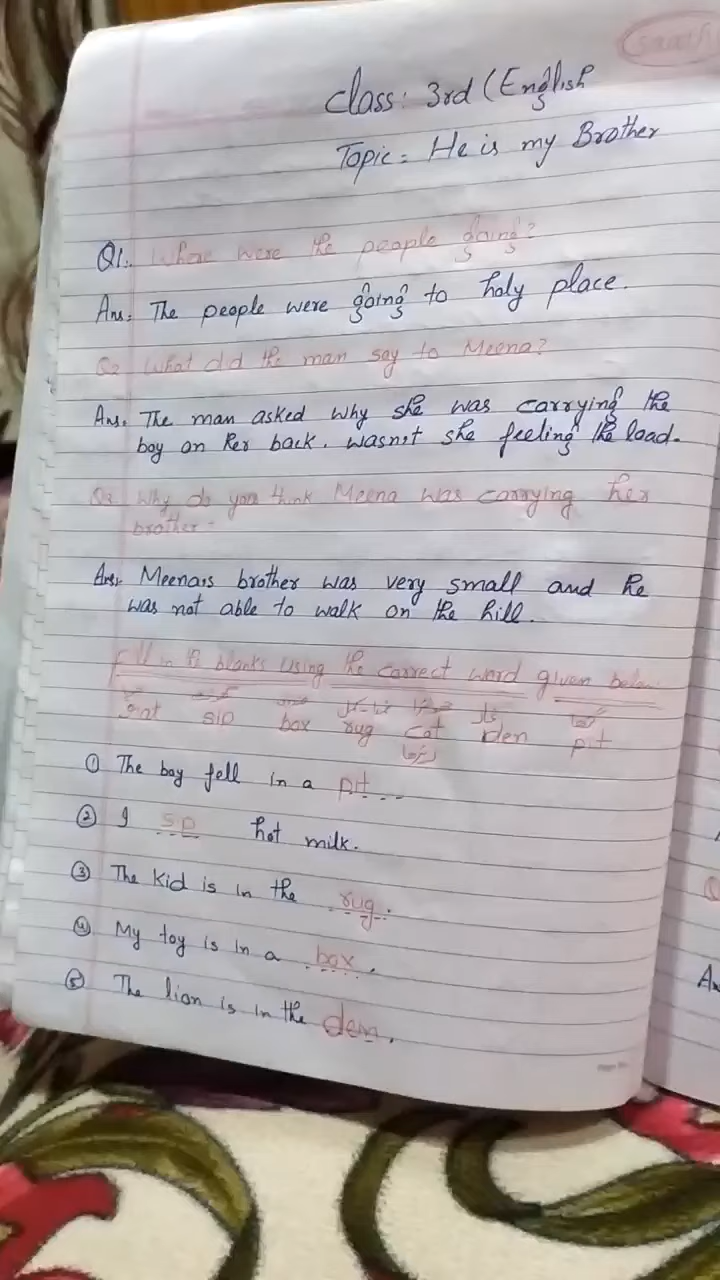 Class: 3rd (English
Topic = He is my Brother
Q1. Where were the people going?
Ans: The people were going to holy place.
Q2 What did the man say to Meena?
Ans. The man asked why she was carrying the
boy on her back. wasn,t she feeling the load.
Q3 Why do you think Meena was carrying her
brother =
Ans: Meena,s brother was very small and he
was not able to walk on the hill.
Fill in the blanks using the correct word given below
sip box rug cot den pit
① The boy fell in a pit
② I sip hot milk.
③ The kid is in the rug.
④ My toy is in a box.
⑤ The lion is in the den.
An